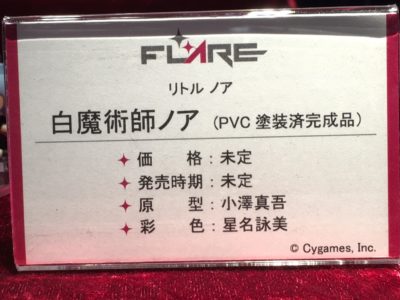 FLARE
リトル ノア
白魔術師ノア (PVC 塗装済完成品)
価　　格：未定
発売時期：未定
原　　型：小澤真吾
彩　　色：星名詠美
© Cygames, Inc.